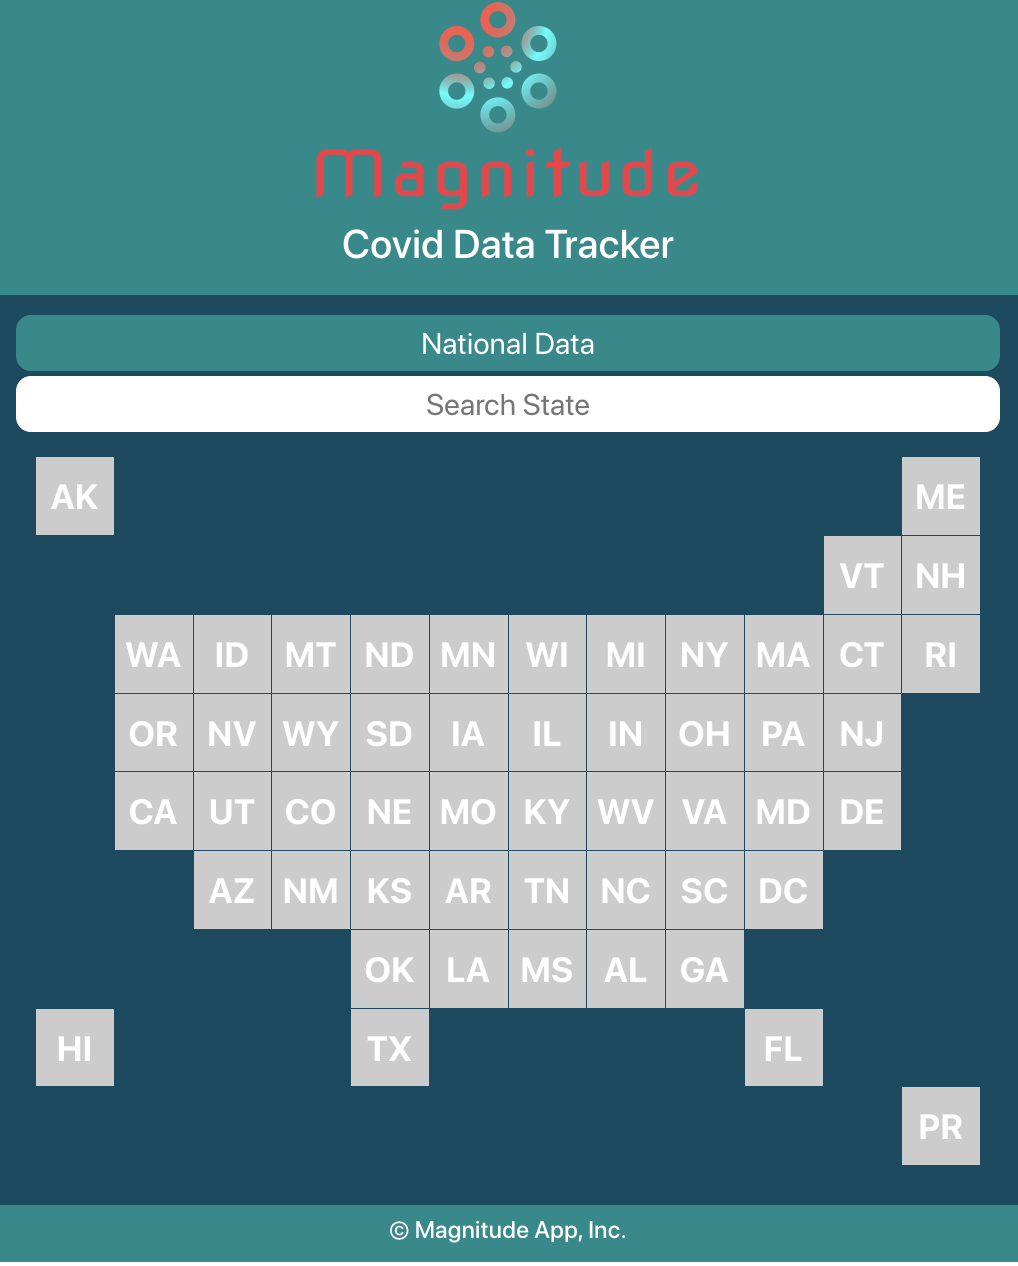 Magnitude
Covid Data Tracker
National Data
Search State
AK ME
VT NH
WA ID MT ND MN WI MI NY MA CT RI
OR NV WY SD IA IL IN OH PA NJ
CA UT CO NE MO KY WV VA MD DE
AZ NM KS AR TN NC SC DC
OK LA MS AL GA
HI TX FL
PR
© Magnitude App, Inc.